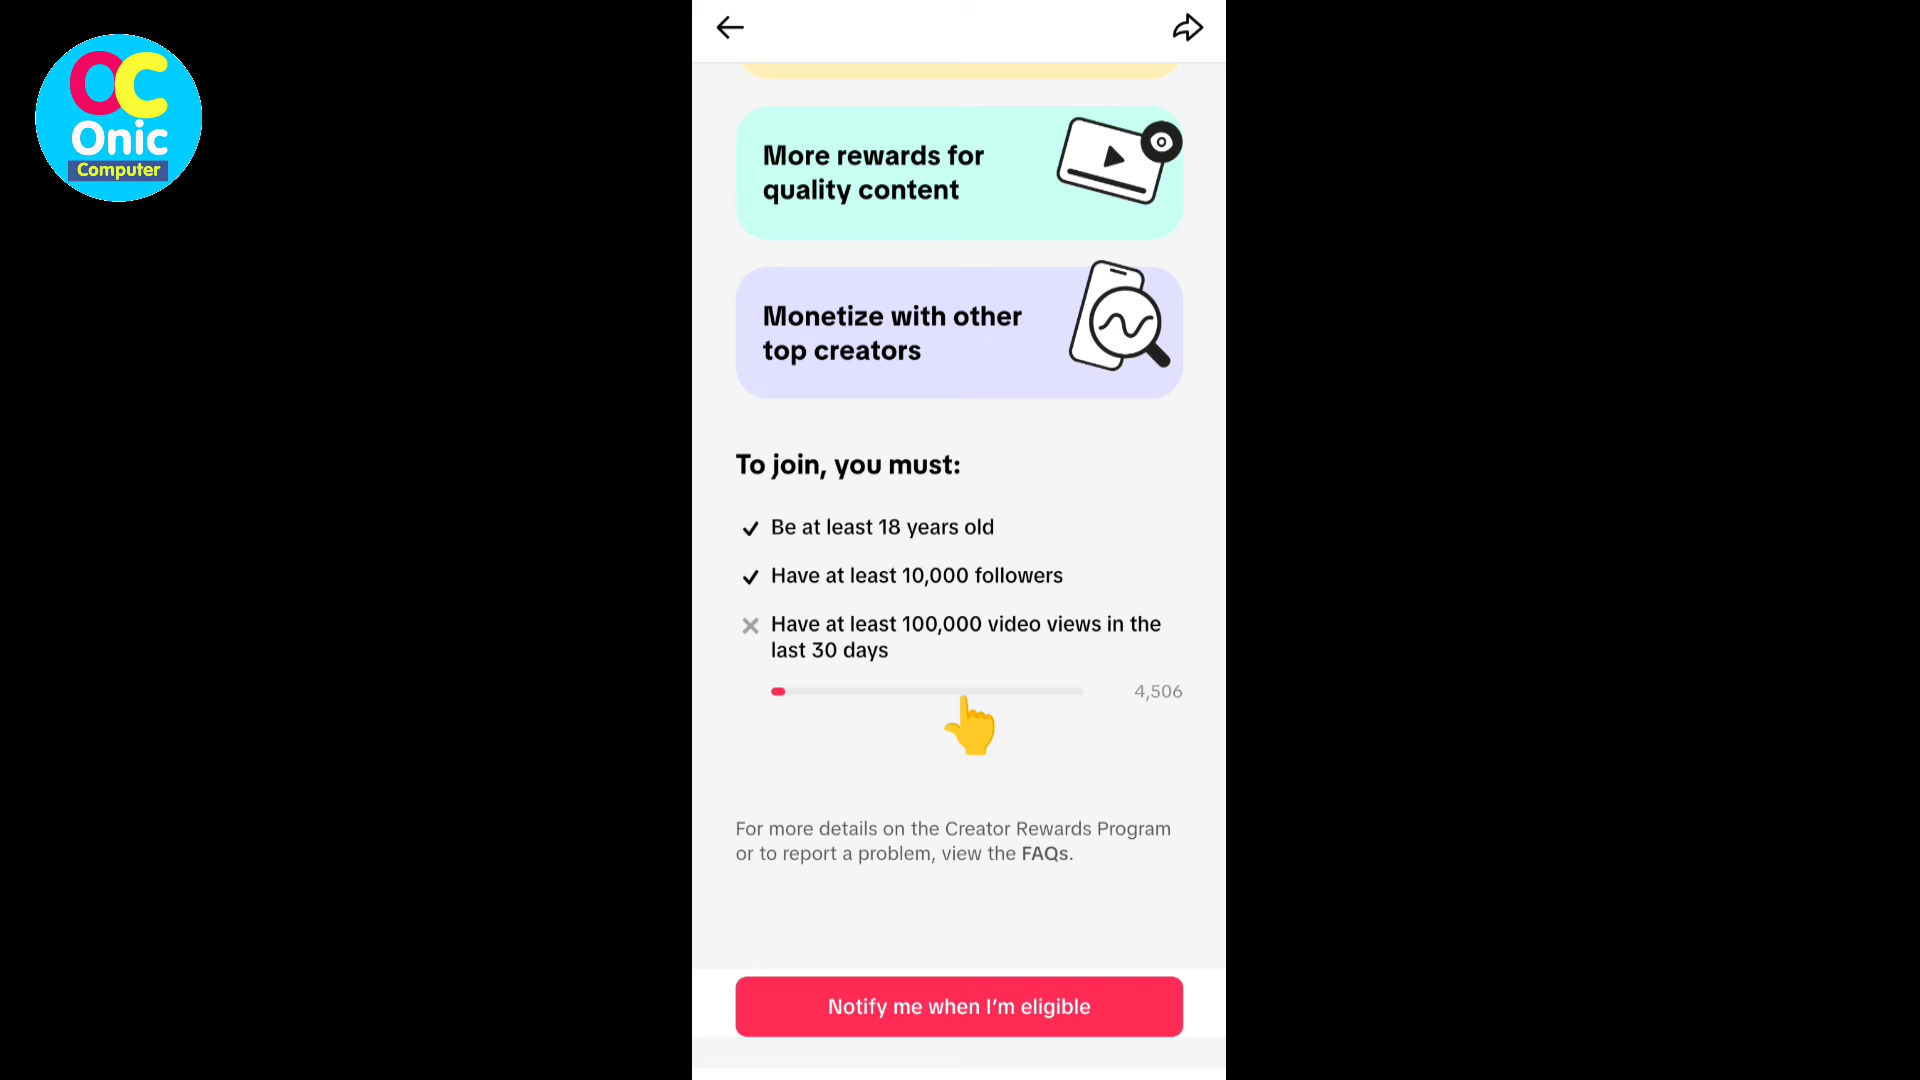 OC
Onic
Computer
More rewards for
quality content
Monetize with other
top creators
To join, you must:
Be at least 18 years old
Have at least 10,000 followers
Have at least 100,000 video views in the
last 30 days
4,506
For more details on the Creator Rewards Program
or to report a problem, view the FAQs.
Notify me when I’m eligible